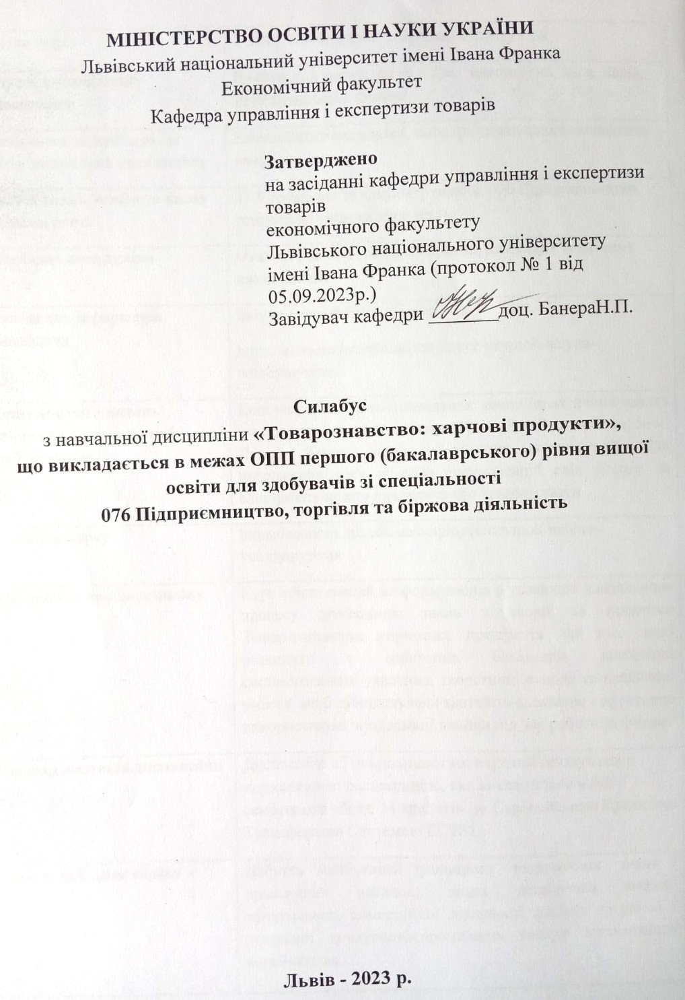 МІНІСТЕРСТВО ОСВІТИ І НАУКИ УКРАЇНИ
Львівський національний університет імені Івана Франка
Економічний факультет
Кафедра управління і експертизи товарів
Затверджено
на засіданні кафедри управління і експертизи
товарів
економічного факультету
Львівського національного університету
імені Івана Франка (протокол № 1 від
05.09.2023р.)
Завідувач кафедри ________доц. БанераН.П.
Силабус
з навчальної дисципліни «Товарознавство: харчові продукти»,
що викладається в межах ОПП першого (бакалаврського) рівня вищої
освіти для здобувачів зі спеціальності
076 Підприємництво, торгівля та біржова діяльність
Львів - 2023 р.